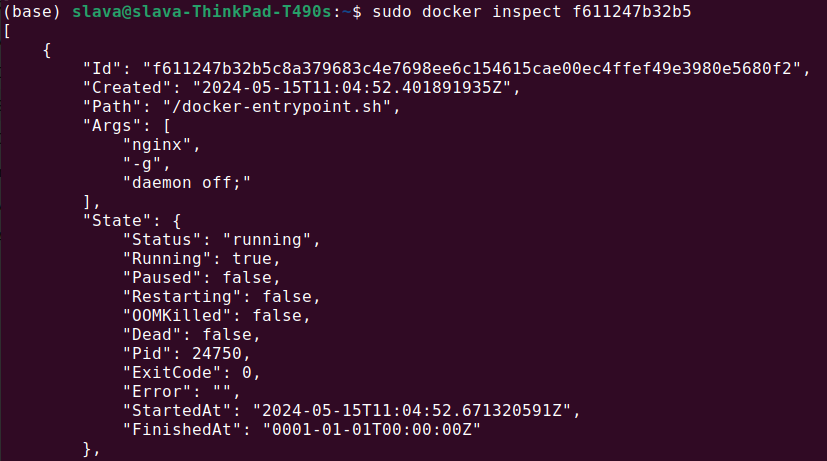 (base) slava@slava-ThinkPad-T490s:~$ sudo docker inspect f611247b32b5
[
    {
        "Id": "f611247b32b5c8a379683c4e7698ee6c154615cae00ec4ffef49e3980e5680f2",
        "Created": "2024-05-15T11:04:52.401891935Z",
        "Path": "/docker-entrypoint.sh",
        "Args": [
            "nginx",
            "-g",
            "daemon off;"
        ],
        "State": {
            "Status": "running",
            "Running": true,
            "Paused": false,
            "Restarting": false,
            "OOMKilled": false,
            "Dead": false,
            "Pid": 24750,
            "ExitCode": 0,
            "Error": "",
            "StartedAt": "2024-05-15T11:04:52.671320591Z",
            "FinishedAt": "0001-01-01T00:00:00Z"
        },